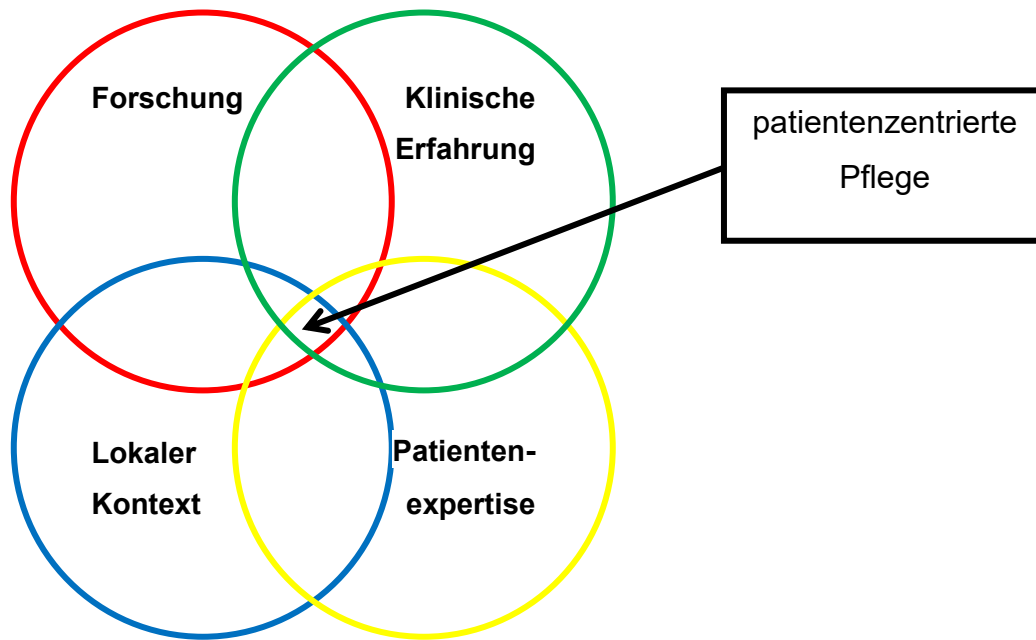 Forschung
Klinische
Erfahrung
patientenzentrierte
Pflege
Lokaler
Kontext
Patienten-
expertise